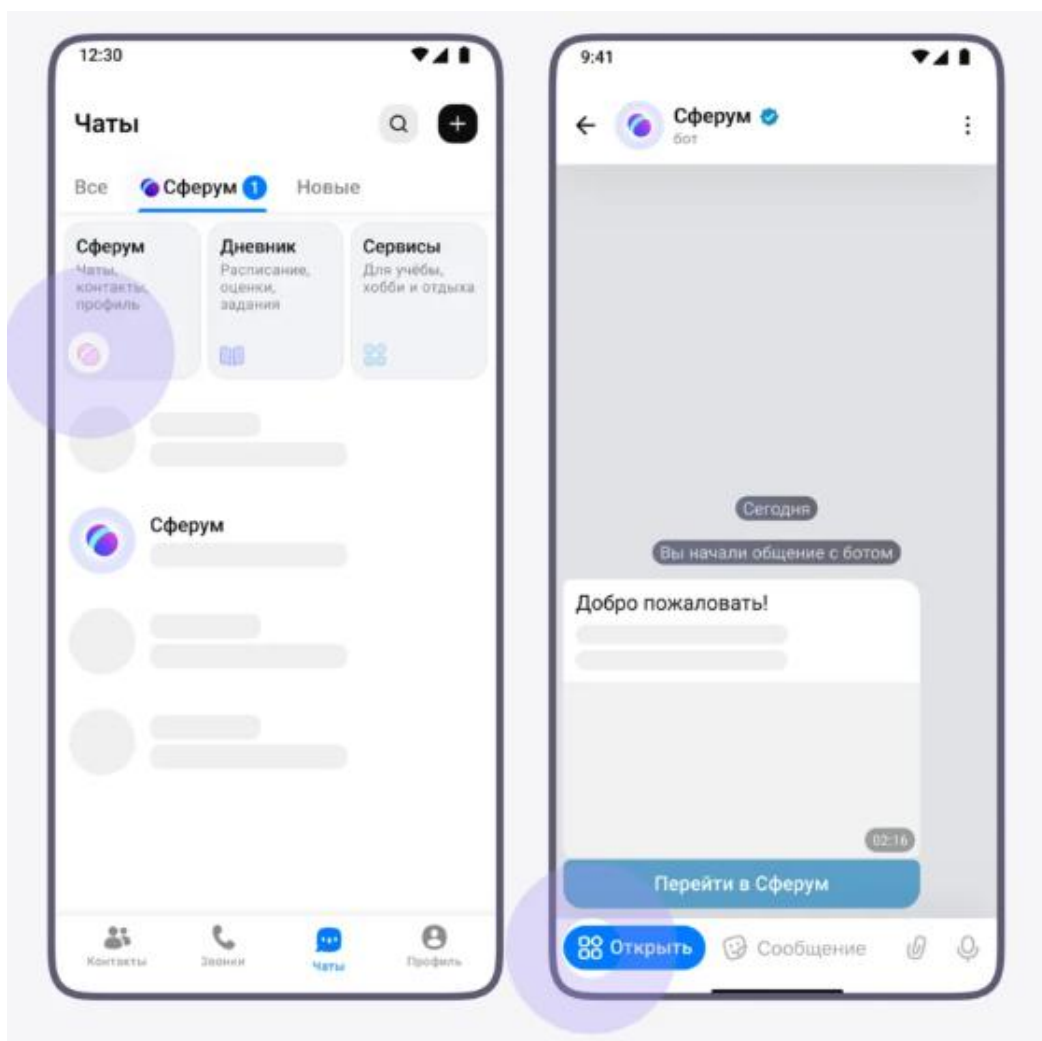 12:30
Чаты
Все Сферум 1 Новые
Сферум
Чаты,
контакты,
профиль
Дневник
Расписание,
оценки,
задания
Сервисы
Для учёбы,
хобби и отдыха
Сферум
Контакты Звонки Чаты Профиль
9:41
Сферум
бот
Сегодня
Вы начали общение с ботом
Добро пожаловать!
02:16
Перейти в Сферум
Открыть Сообщение